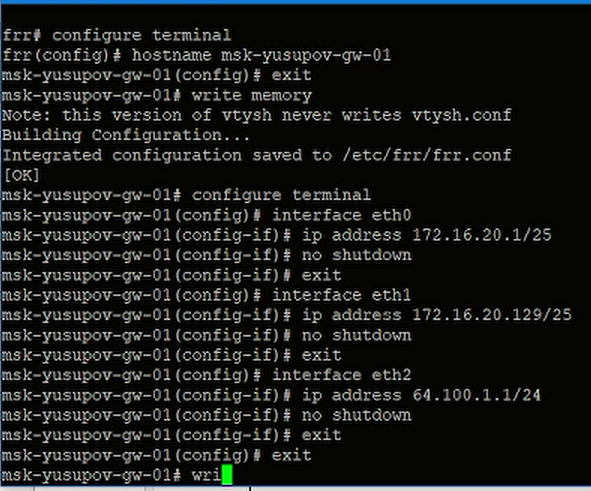 frr# configure terminal
frr(config)# hostname msk-yusupov-gw-01
msk-yusupov-gw-01(config)# exit
msk-yusupov-gw-01# write memory
Note: this version of vtysh never writes vtysh.conf
Building Configuration...
Integrated configuration saved to /etc/frr/frr.conf
[OK]
msk-yusupov-gw-01# configure terminal
msk-yusupov-gw-01(config)# interface eth0
msk-yusupov-gw-01(config-if)# ip address 172.16.20.1/25
msk-yusupov-gw-01(config-if)# no shutdown
msk-yusupov-gw-01(config-if)# exit
msk-yusupov-gw-01(config)# interface eth1
msk-yusupov-gw-01(config-if)# ip address 172.16.20.129/25
msk-yusupov-gw-01(config-if)# no shutdown
msk-yusupov-gw-01(config-if)# exit
msk-yusupov-gw-01(config)# interface eth2
msk-yusupov-gw-01(config-if)# ip address 64.100.1.1/24
msk-yusupov-gw-01(config-if)# no shutdown
msk-yusupov-gw-01(config-if)# exit
msk-yusupov-gw-01(config)# exit
msk-yusupov-gw-01# wri